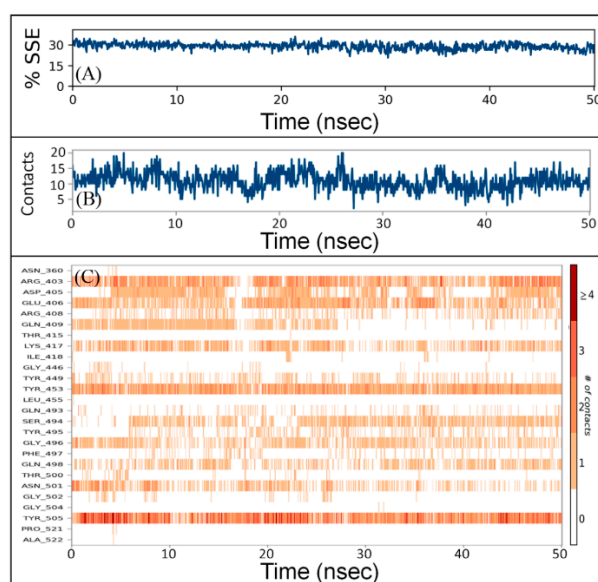 % SSE
30
15
0
(A)
0 10 20 30 40 50
Time (nsec)
Contacts
20
15
10
5
(B)
0 10 20 30 40 50
Time (nsec)
(C)
ASN_360
ARG_403
ASP_405
GLU_406
ARG_408
GLN_409
THR_415
LYS_417
ILE_418
GLY_446
TYR_449
TYR_453
LEU_455
GLN_493
SER_494
TYR_495
GLY_496
PHE_497
GLN_498
THR_500
ASN_501
GLY_502
GLY_504
TYR_505
PRO_521
ALA_522
0 10 20 30 40 50
Time (nsec)
≥4
3
2
1
0
# of contacts